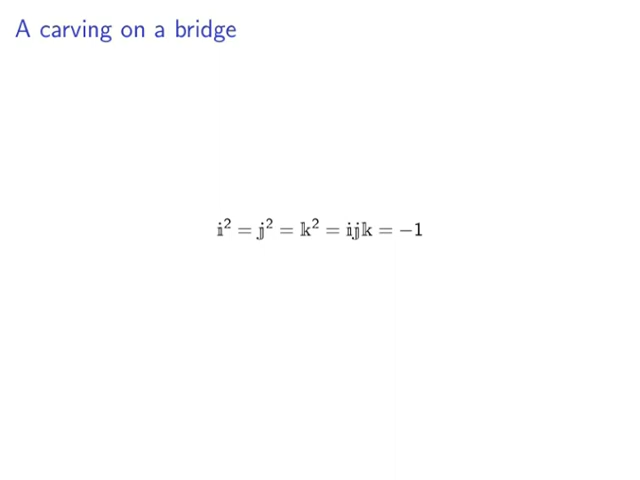 A carving on a bridge
𝕚² = 𝕛² = 𝕜² = 𝕚𝕛𝕜 = −1